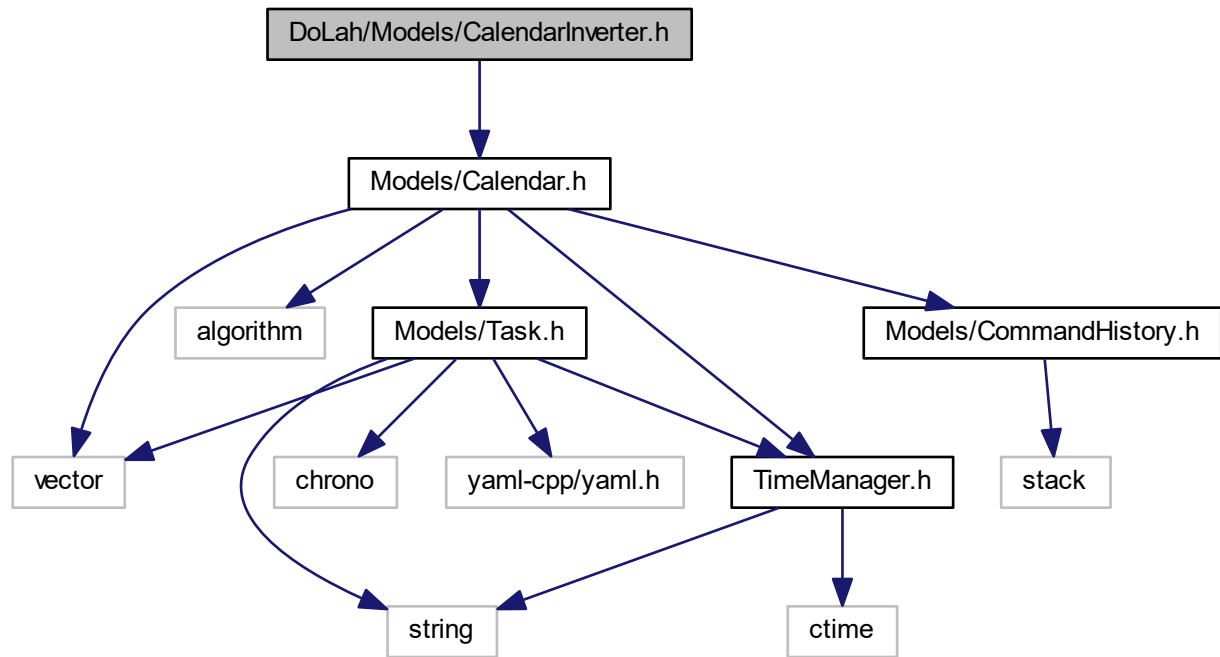 DoLah/Models/CalendarInverter.h
Models/Calendar.h
algorithm
Models/Task.h
Models/CommandHistory.h
vector
chrono
yaml-cpp/yaml.h
TimeManager.h
stack
string
ctime